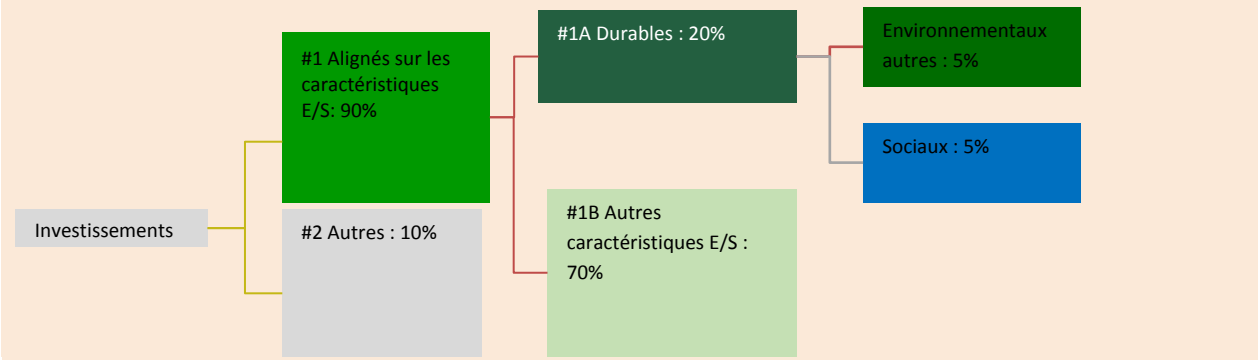 Investissements
#1 Alignés sur les
caractéristiques
E/S: 90%
#2 Autres : 10%
#1A Durables : 20%
#1B Autres
caractéristiques E/S :
70%
Environnementaux
autres : 5%
Sociaux : 5%